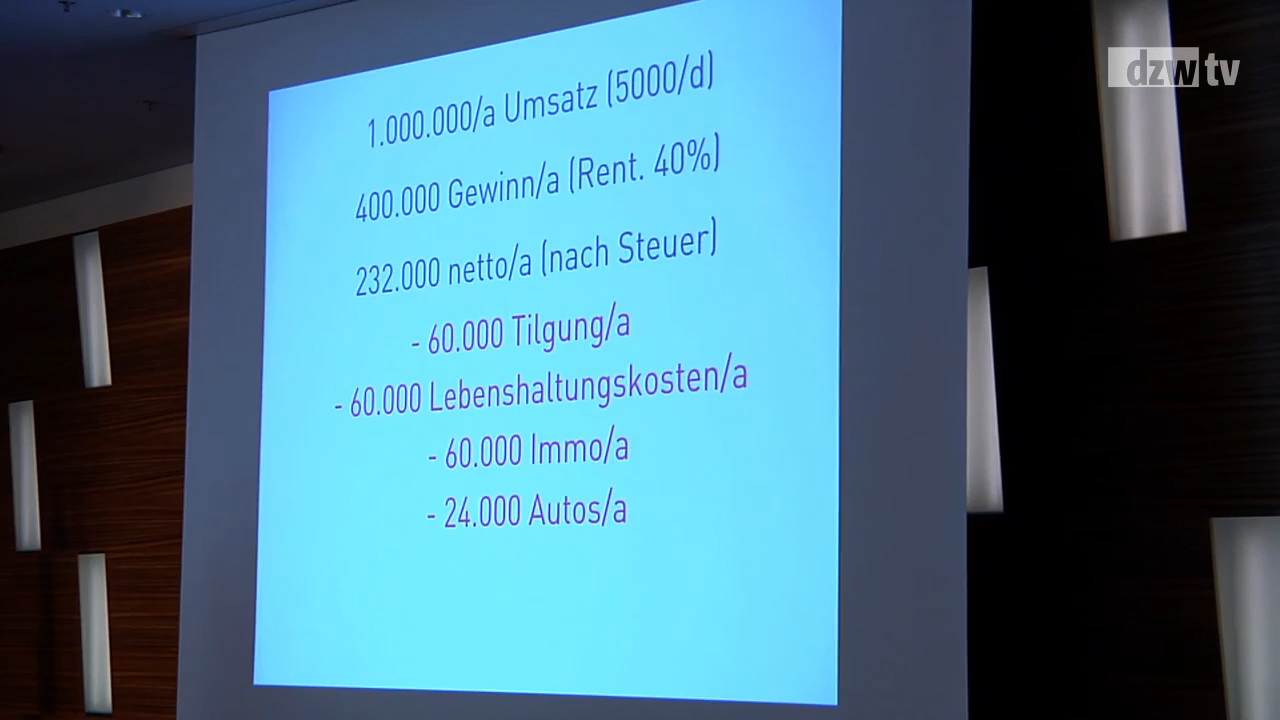 dzw tv
1.000.000/a Umsatz (5000/d)
400.000 Gewinn/a (Rent. 40%)
232.000 netto/a (nach Steuer)
- 60.000 Tilgung/a
- 60.000 Lebenshaltungskosten/a
- 60.000 Immo/a
- 24.000 Autos/a